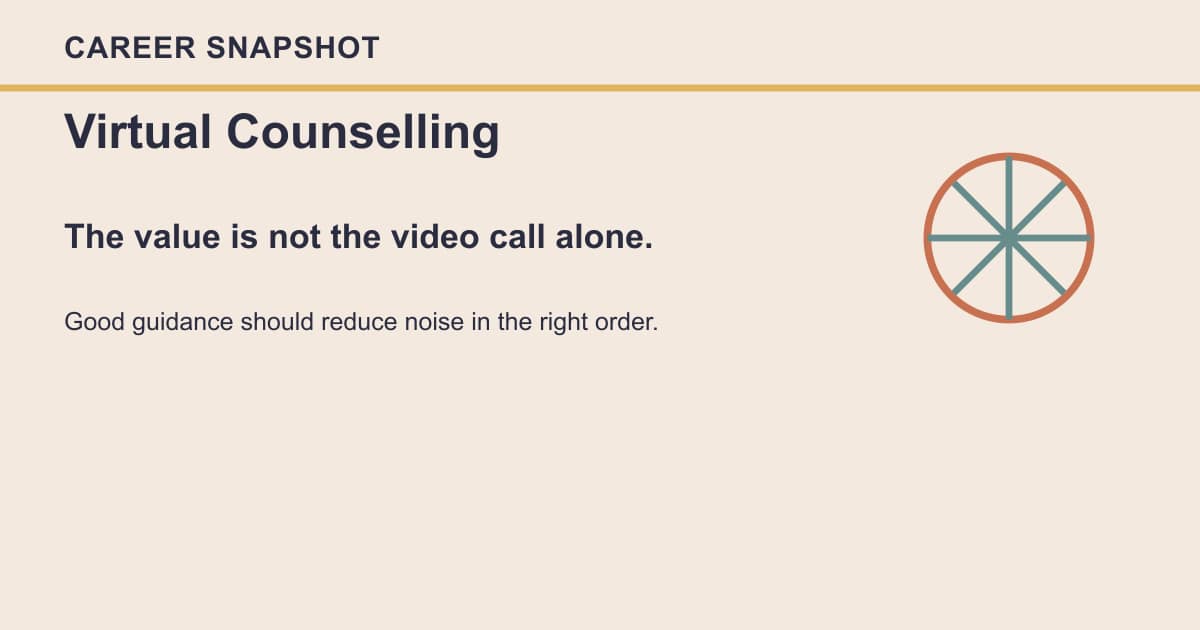 CAREER SNAPSHOT
Virtual Counselling
The value is not the video call alone.
Good guidance should reduce noise in the right order.